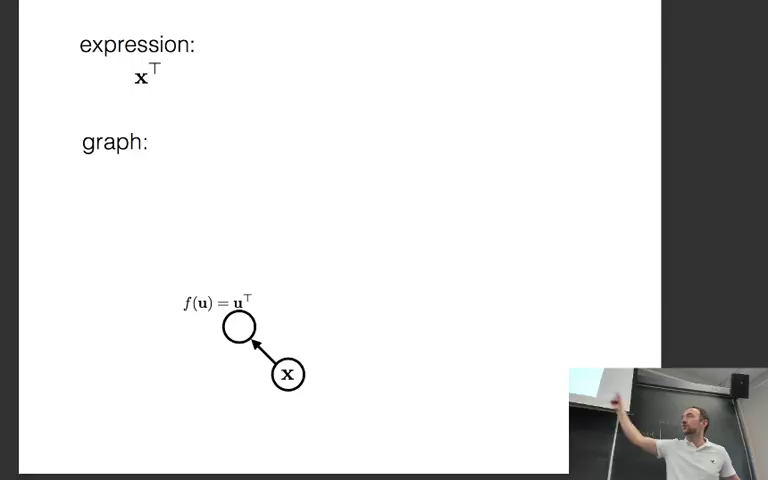 expression:
x⊤
graph:
f(u) = u⊤
x